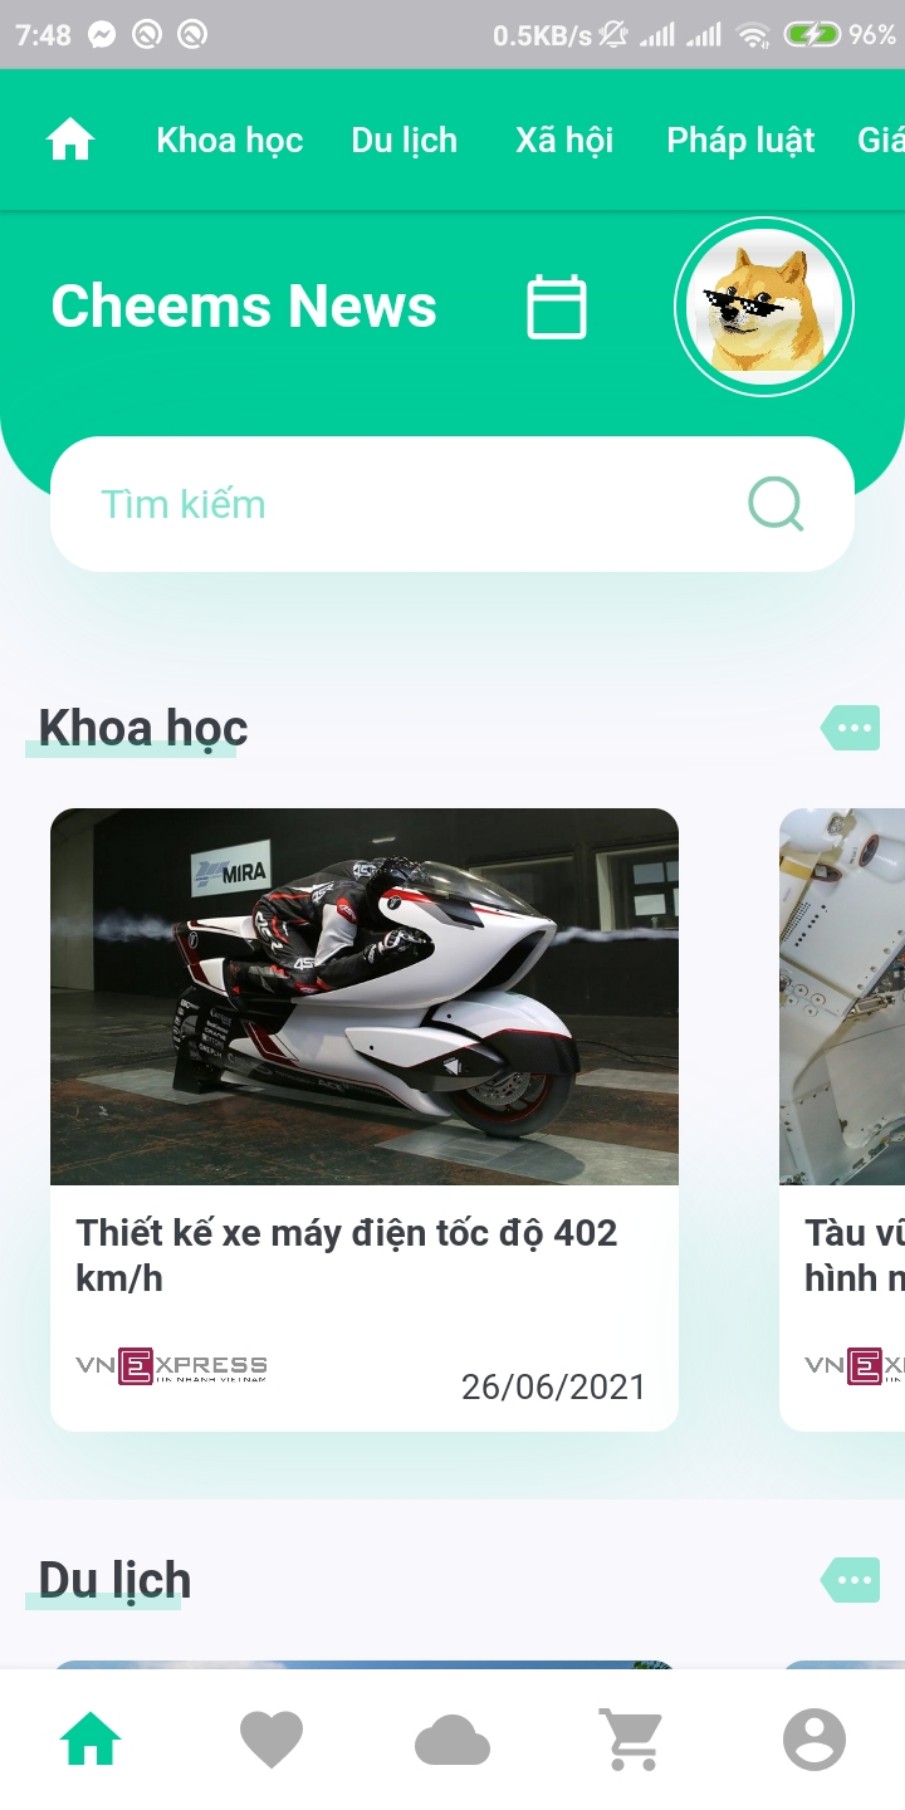 7:48 0.5KB/s 96%
Khoa học Du lịch Xã hội Pháp luật Giá
Cheems News
Tìm kiếm
Khoa học
MIRA
Thiết kế xe máy điện tốc độ 402
km/h
VNEXPRESS
TIN NHANH VIETNAM
26/06/2021
Tàu vũ
hình n
VNEX
Du lịch